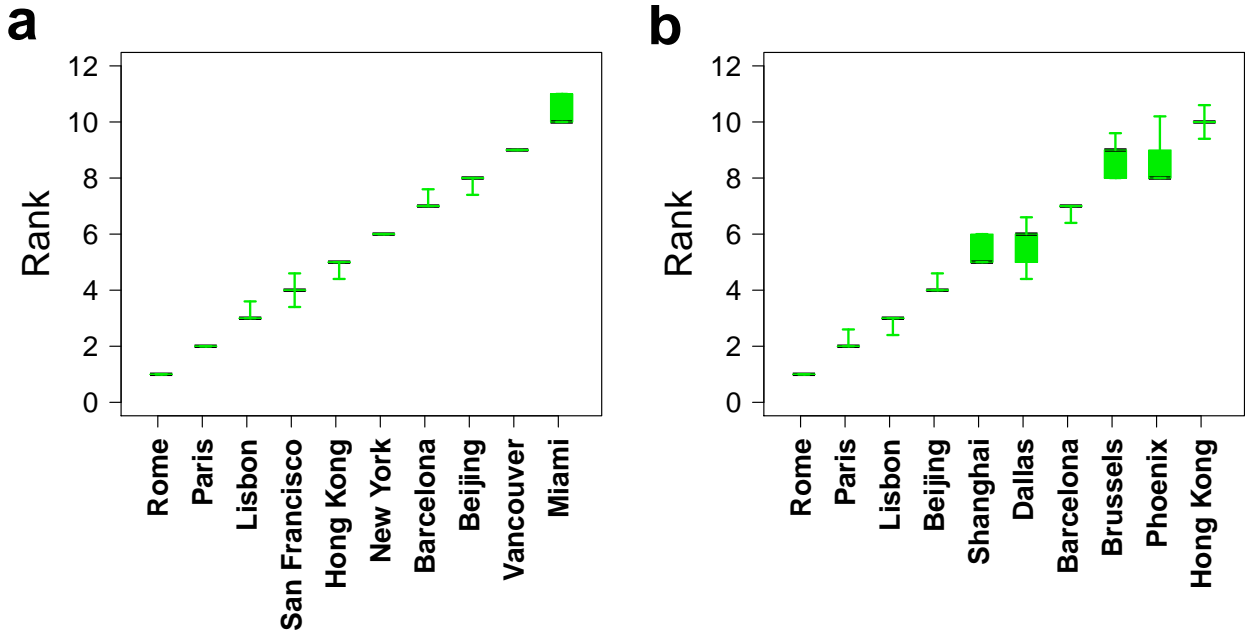 a
Rank
12
10
8
6
4
2
0
Rome
Paris
Lisbon
San Francisco
Hong Kong
New York
Barcelona
Beijing
Vancouver
Miami
b
Rank
12
10
8
6
4
2
0
Rome
Paris
Lisbon
Beijing
Shanghai
Dallas
Barcelona
Brussels
Phoenix
Hong Kong